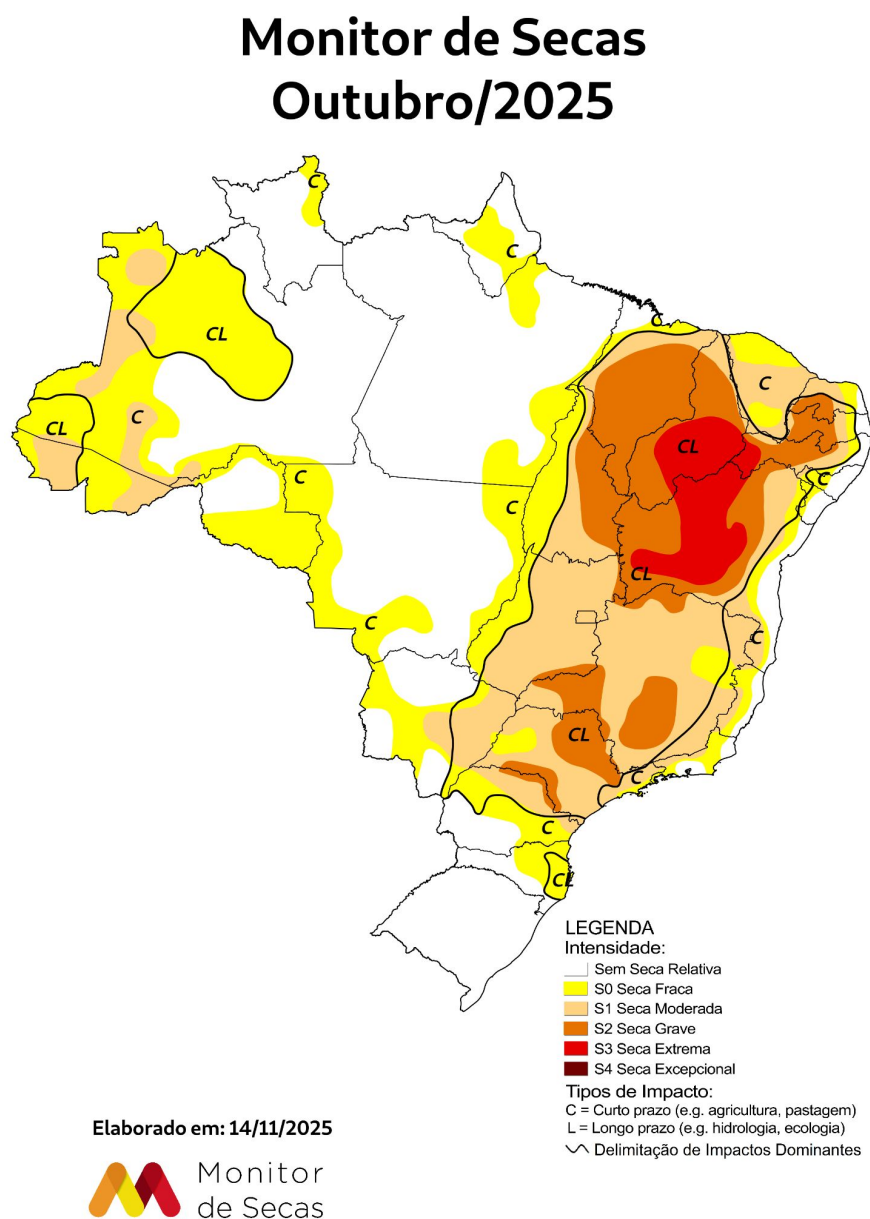 Monitor de Secas
Outubro/2025
C
C
CL
C
C
CL
C
C
CL
C
CL
C
C
CL
C
C
CL
C
C
CL
LEGENDA
Intensidade:
Sem Seca Relativa
S0 Seca Fraca
S1 Seca Moderada
S2 Seca Grave
S3 Seca Extrema
S4 Seca Excepcional
Tipos de Impacto:
C = Curto prazo (e.g. agricultura, pastagem)
L = Longo prazo (e.g. hidrologia, ecologia)
Delimitação de Impactos Dominantes
Elaborado em: 14/11/2025
Monitor
de Secas